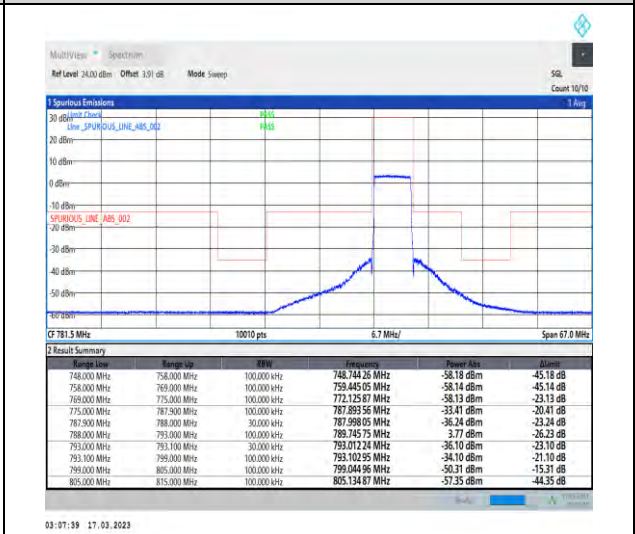 MultiView Spectrum
Ref Level 24.00 dBm Offset 3.91 dB Mode Sweep SGL
Count 10/10
1 Spurious Emissions 1 Avg
30 dBm Limit Check PASS
Line _SPURIOUS_LINE_ABS_002 PASS
20 dBm
10 dBm
0 dBm
-10 dBm
SPURIOUS_LINE_ABS_002
-20 dBm
-30 dBm
-40 dBm
-50 dBm
-60 dBm
CF 781.5 MHz 10010 pts 6.7 MHz/ Span 67.0 MHz
2 Result Summary
Range Low Range Up RBW Frequency Power Abs ΔLimit
748.000 MHz 758.000 MHz 100.000 kHz 748.744 26 MHz -58.18 dBm -45.18 dB
758.000 MHz 769.000 MHz 100.000 kHz 759.445 05 MHz -58.14 dBm -45.14 dB
769.000 MHz 775.000 MHz 100.000 kHz 772.125 87 MHz -58.13 dBm -23.13 dB
775.000 MHz 787.900 MHz 100.000 kHz 787.893 56 MHz -33.41 dBm -20.41 dB
787.900 MHz 788.000 MHz 30.000 kHz 787.998 05 MHz -36.24 dBm -23.24 dB
788.000 MHz 793.000 MHz 100.000 kHz 789.745 75 MHz 3.77 dBm -26.23 dB
793.000 MHz 793.100 MHz 30.000 kHz 793.012 24 MHz -36.10 dBm -23.10 dB
793.100 MHz 799.000 MHz 100.000 kHz 793.102 95 MHz -34.10 dBm -21.10 dB
799.000 MHz 805.000 MHz 100.000 kHz 799.044 96 MHz -50.31 dBm -15.31 dB
805.000 MHz 815.000 MHz 100.000 kHz 805.134 87 MHz -57.35 dBm -44.35 dB
03:07:39 17.03.2023